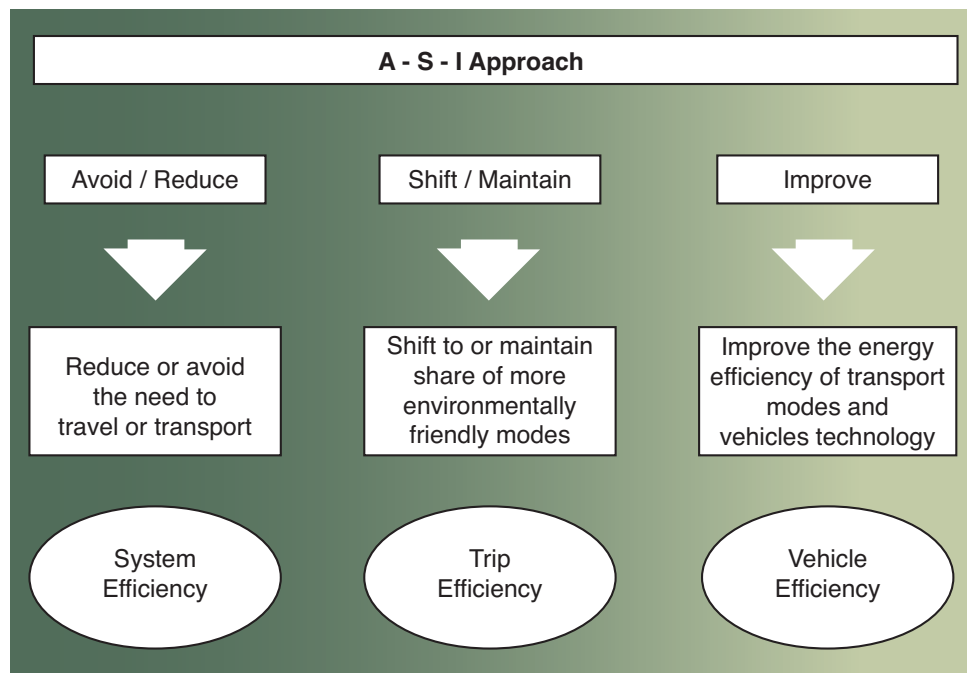 A - S - I Approach
Avoid / Reduce
Shift / Maintain
Improve
Reduce or avoid
the need to
travel or transport
Shift to or maintain
share of more
environmentally
friendly modes
Improve the energy
efficiency of transport
modes and
vehicles technology
System
Efficiency
Trip
Efficiency
Vehicle
Efficiency